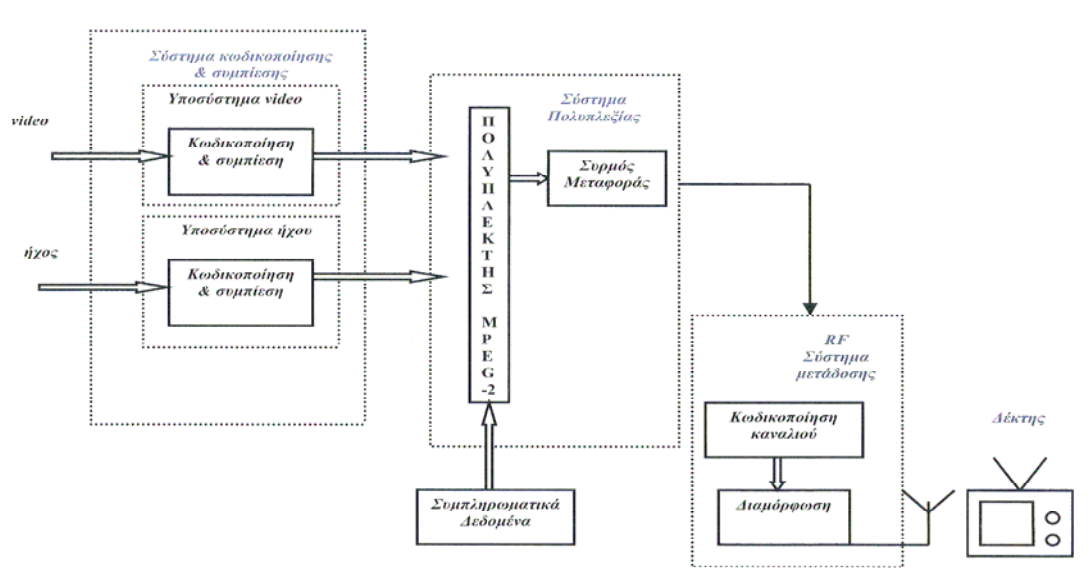 Σύστημα κωδικοποίησης
& συμπίεσης
Υποσύστημα video
video
Κωδικοποίηση
& συμπίεση
Υποσύστημα ήχου
ήχος
Κωδικοποίηση
& συμπίεση
Σύστημα
Πολυπλεξίας
Π
Ο
Λ
Υ
Π
Λ
Ε
Κ
Τ
Η
Σ
M
P
E
G
-2
Συρμός
Μεταφοράς
Συμπληρωματικά
Δεδομένα
RF
Σύστημα
μετάδοσης
Κωδικοποίηση
καναλιού
Διαμόρφωση
Δέκτης